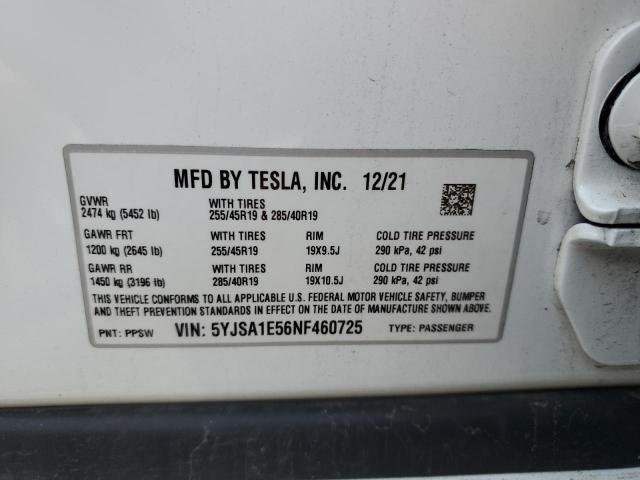 MFD BY TESLA, INC. 12/21
GVWR
2474 kg (5452 lb)
WITH TIRES
255/45R19 & 285/40R19
GAWR FRT WITH TIRES RIM COLD TIRE PRESSURE
1200 kg (2645 lb) 255/45R19 19X9.5J 290 kPa, 42 psi
GAWR RR WITH TIRES RIM COLD TIRE PRESSURE
1450 kg (3196 lb) 285/40R19 19X10.5J 290 kPa, 42 psi
THIS VEHICLE CONFORMS TO ALL APPLICABLE U.S. FEDERAL MOTOR VEHICLE SAFETY, BUMPER
AND THEFT PREVENTION STANDARDS IN EFFECT ON THE DATE OF MANUFACTURE SHOWN ABOVE.
PNT: PPSW VIN: 5YJSA1E56NF460725 TYPE: PASSENGER